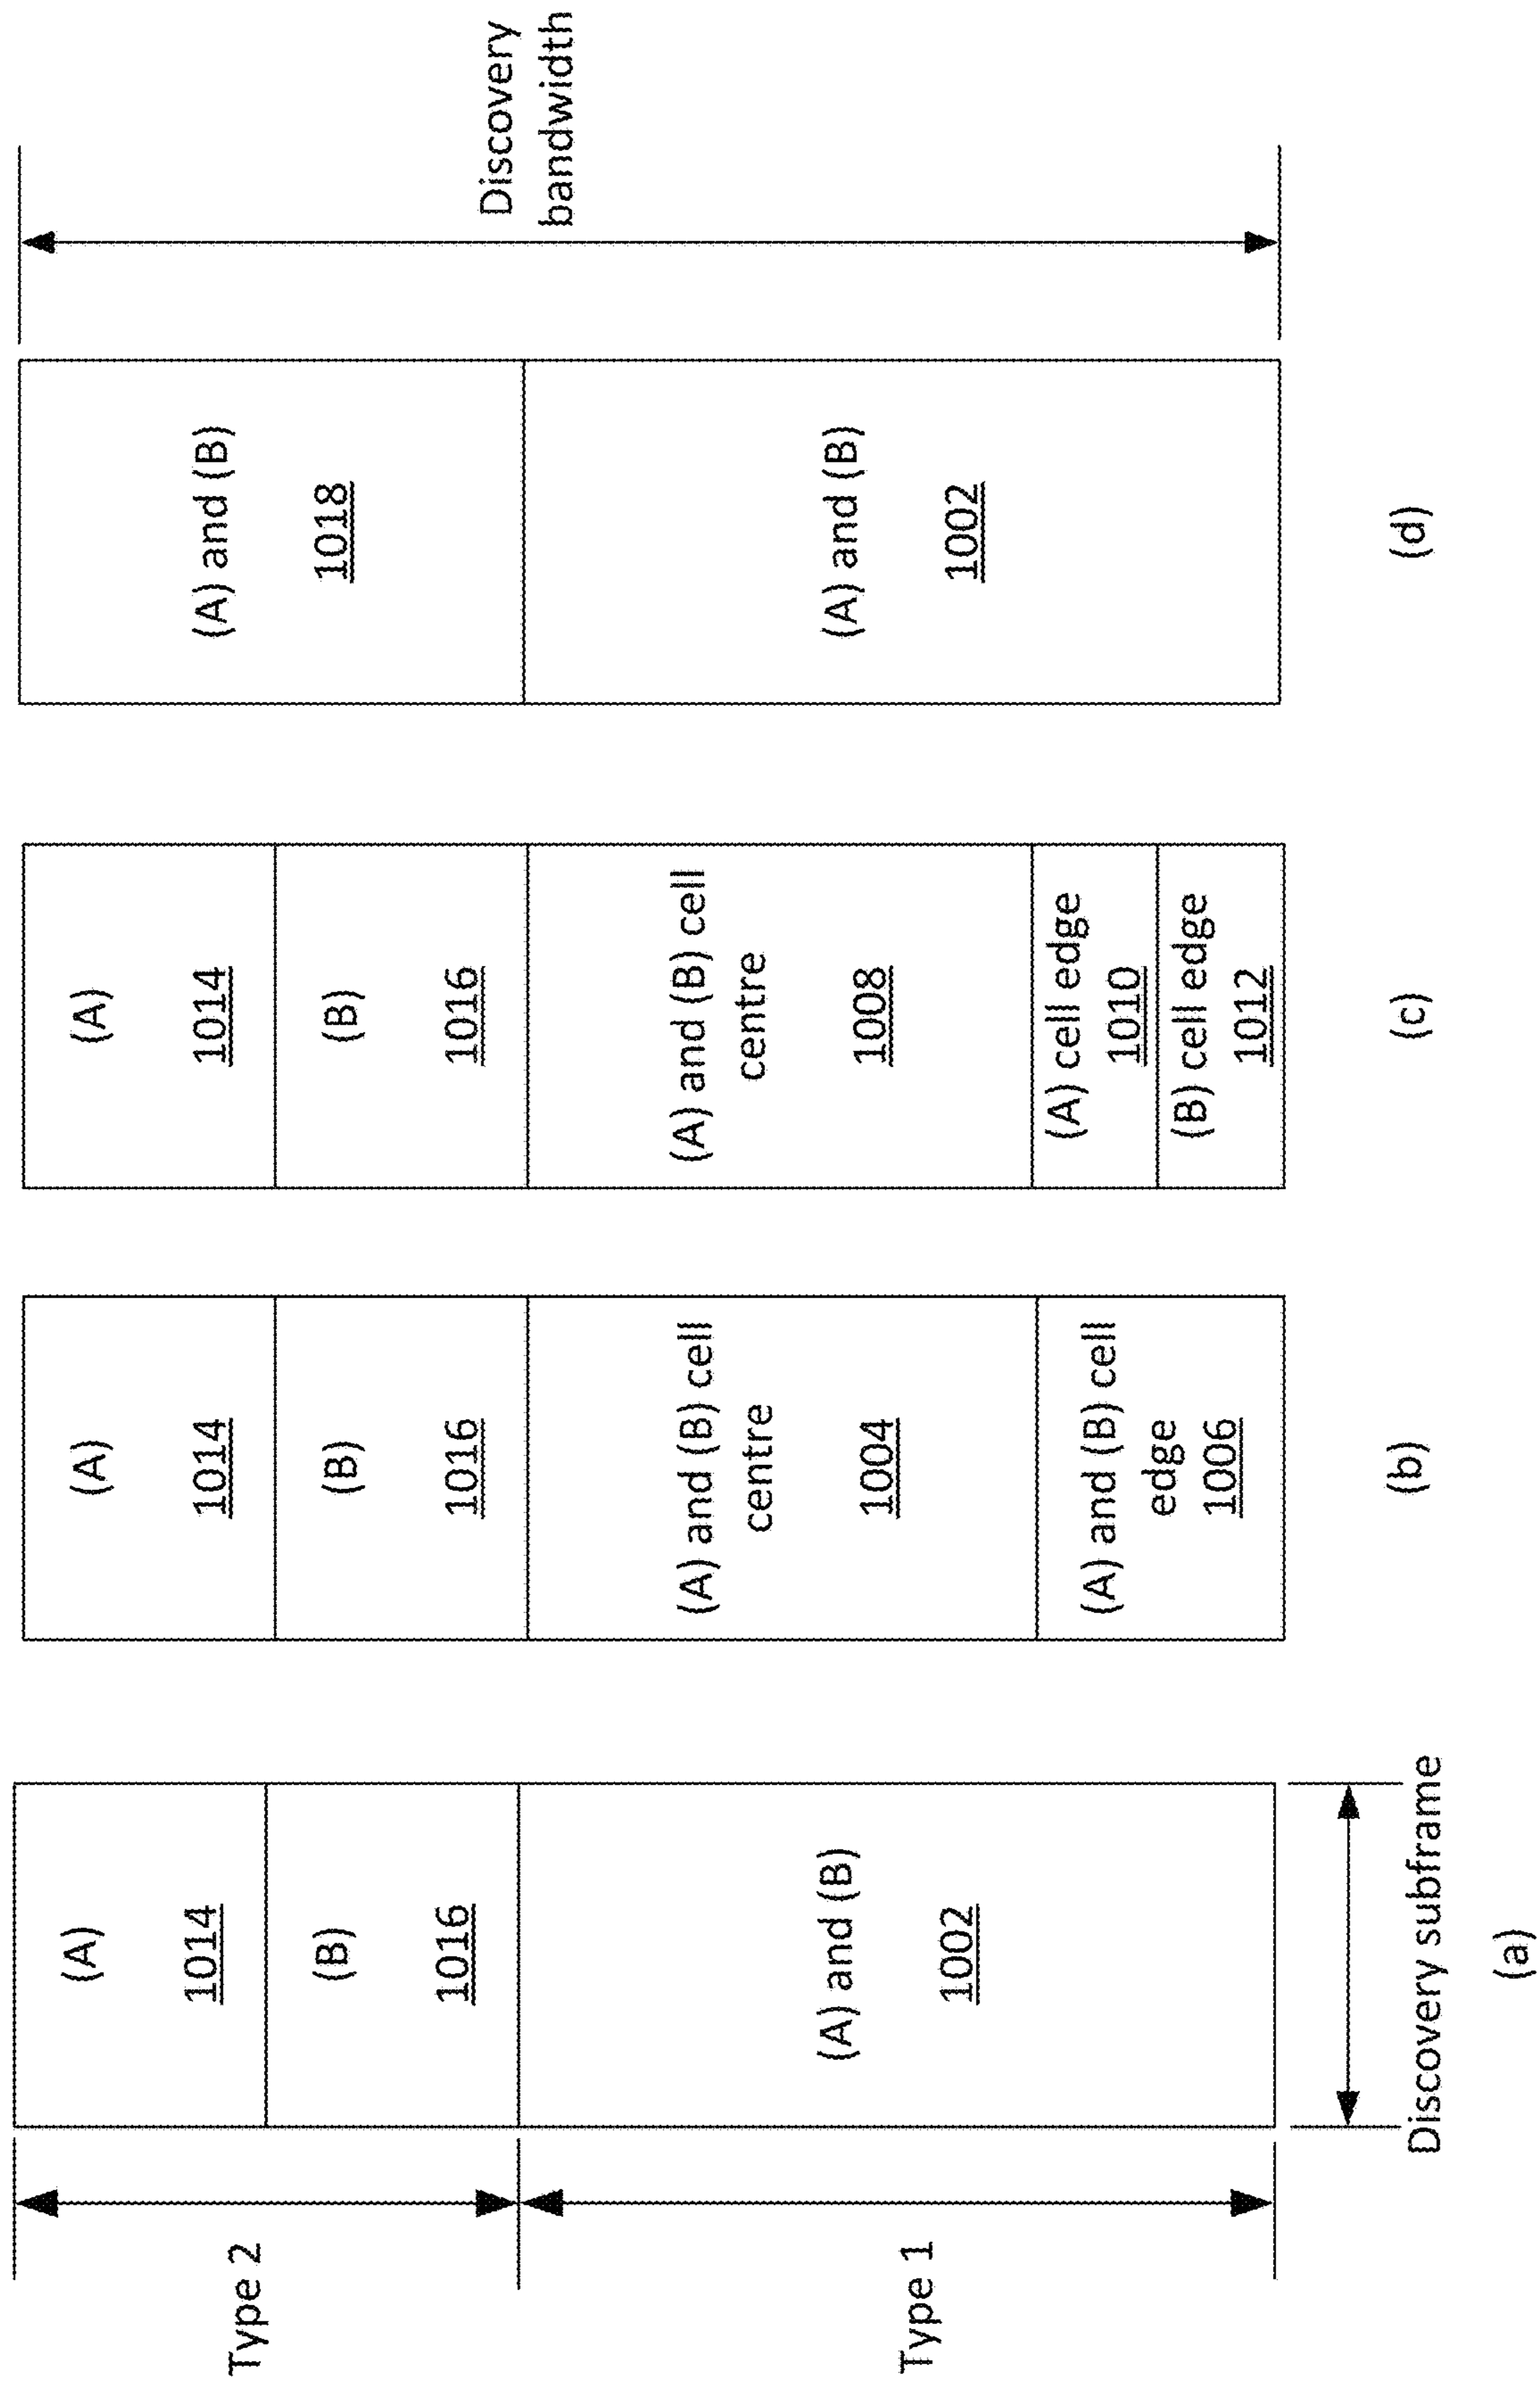 Type 2
Type 1
(A)
1014
(B)
1016
(A) and (B)
1002
Discovery subframe
(a)
(A)
1014
(B)
1016
(A) and (B) cell
centre
1004
(A) and (B) cell
edge
1006
(b)
(A)
1014
(B)
1016
(A) and (B) cell
centre
1008
(A) cell edge
1010
(B) cell edge
1012
(c)
(A) and (B)
1018
(A) and (B)
1002
(d)
Discovery
bandwidth